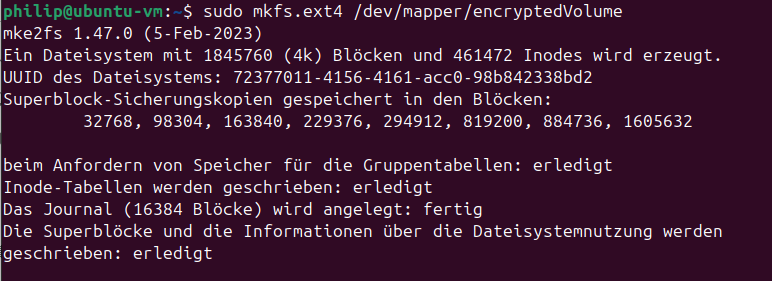 philip@ubuntu-vm:~$ sudo mkfs.ext4 /dev/mapper/encryptedVolume
mke2fs 1.47.0 (5-Feb-2023)
Ein Dateisystem mit 1845760 (4k) Blöcken und 461472 Inodes wird erzeugt.
UUID des Dateisystems: 72377011-4156-4161-acc0-98b842338bd2
Superblock-Sicherungskopien gespeichert in den Blöcken:
32768, 98304, 163840, 229376, 294912, 819200, 884736, 1605632
beim Anfordern von Speicher für die Gruppentabellen: erledigt
Inode-Tabellen werden geschrieben: erledigt
Das Journal (16384 Blöcke) wird angelegt: fertig
Die Superblöcke und die Informationen über die Dateisystemnutzung werden
geschrieben: erledigt